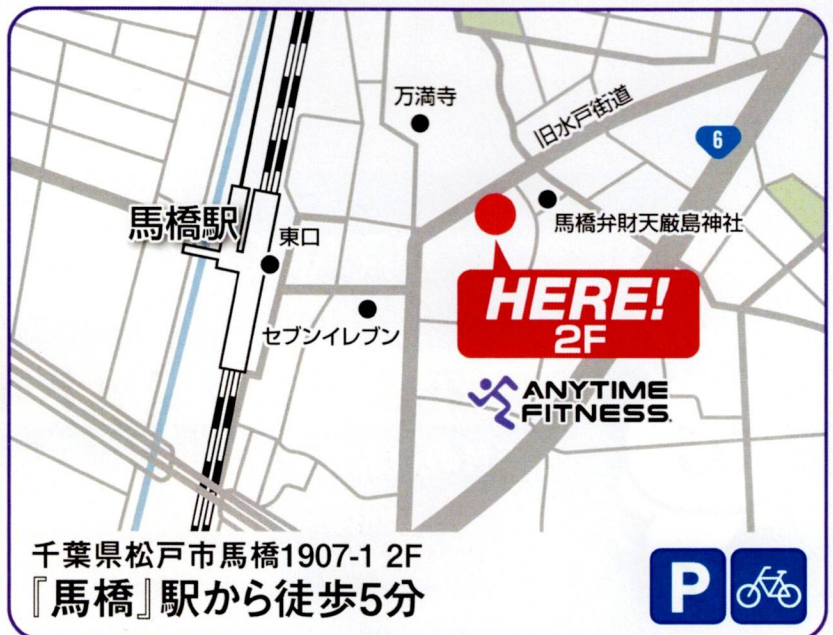 万満寺
旧水戸街道
6
馬橋駅
東口
馬橋弁財天厳島神社
HERE!
2F
セブンイレブン
ANYTIME
FITNESS.
千葉県松戸市馬橋1907-1 2F
『馬橋』駅から徒歩5分
P